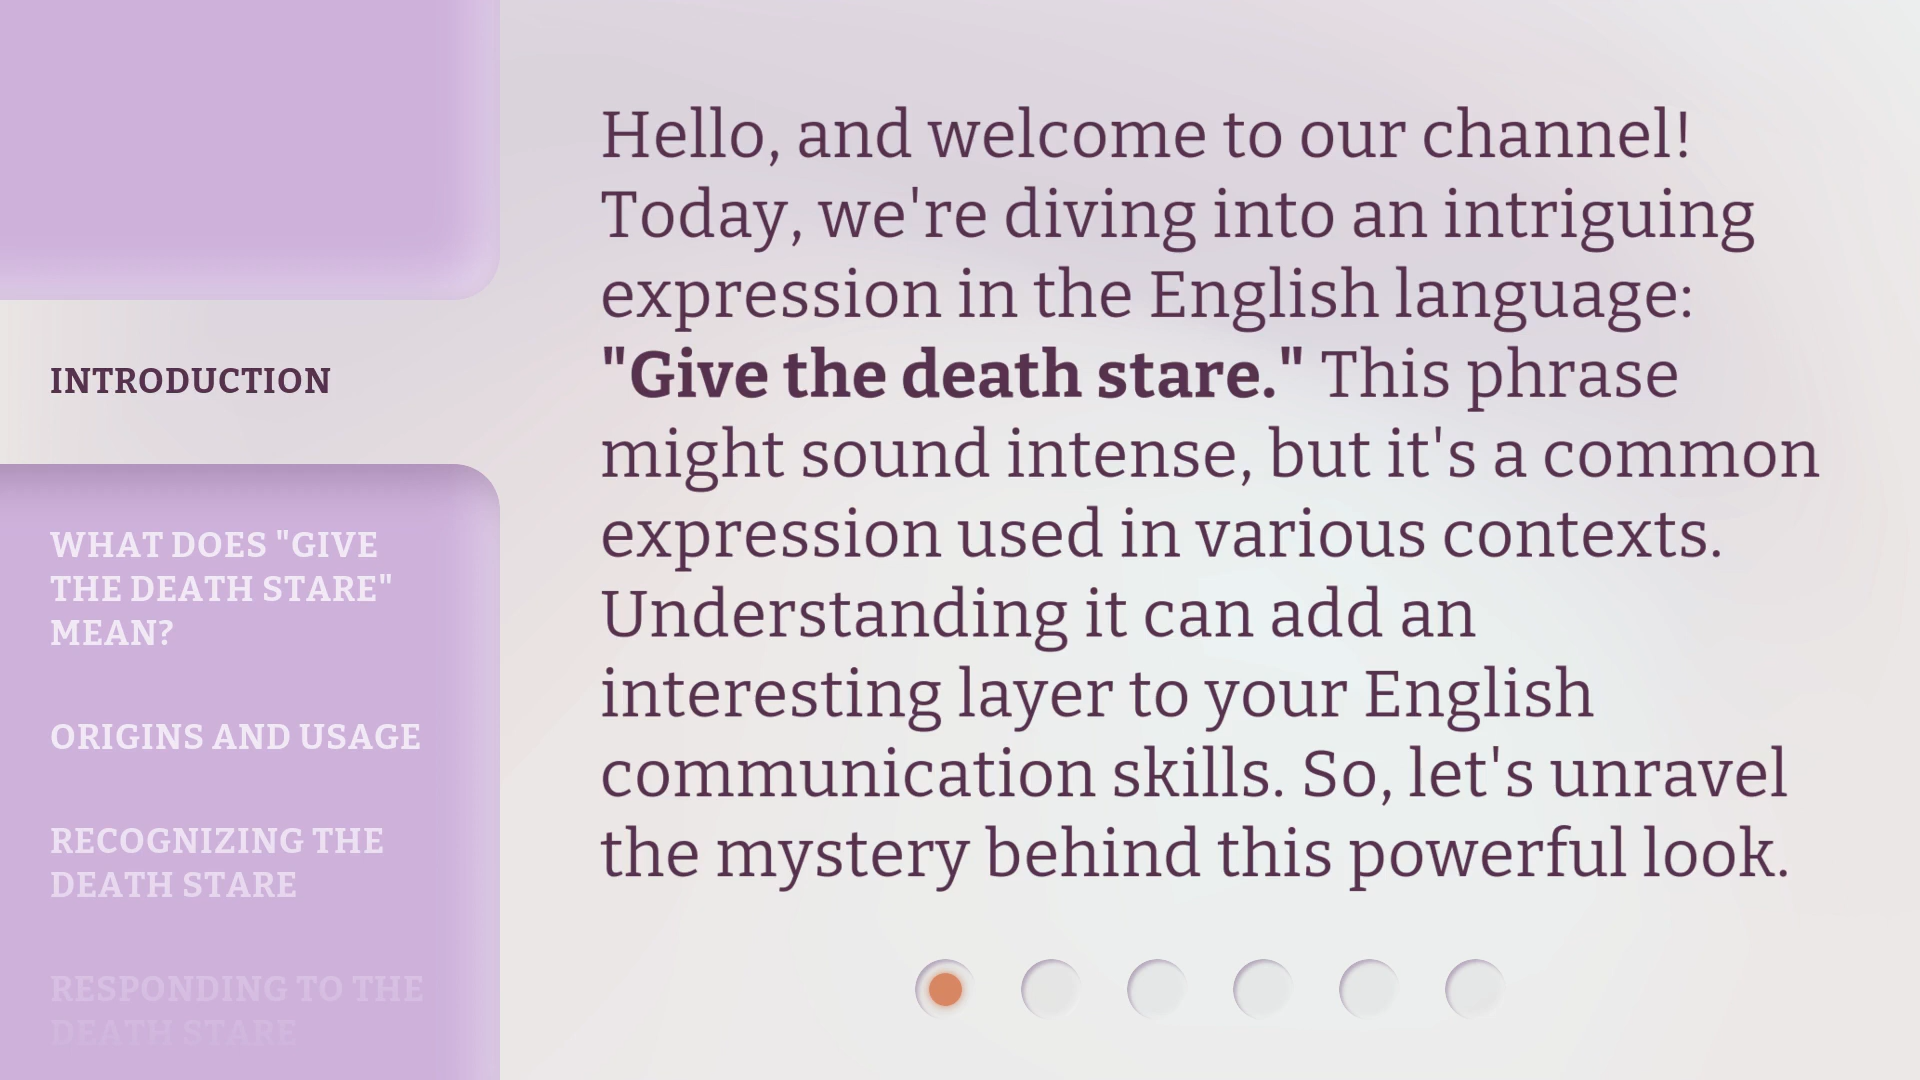 INTRODUCTION
WHAT DOES "GIVE
THE DEATH STARE"
MEAN?
ORIGINS AND USAGE
RECOGNIZING THE
DEATH STARE
RESPONDING TO THE
DEATH STARE
Hello, and welcome to our channel!
Today, we're diving into an intriguing
expression in the English language:
"Give the death stare." This phrase
might sound intense, but it's a common
expression used in various contexts.
Understanding it can add an
interesting layer to your English
communication skills. So, let's unravel
the mystery behind this powerful look.